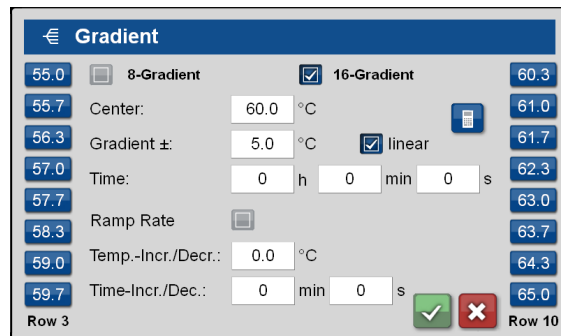 Gradient
55.0 8-Gradient 16-Gradient 60.3
55.7 Center: 60.0 °C 61.0
56.3 Gradient ±: 5.0 °C linear 61.7
57.0 Time: 0 h 0 min 0 s 62.3
57.7 63.0
58.3 Ramp Rate 63.7
59.0 Temp.-Incr./Decr.: 0.0 °C 64.3
59.7 Time-Incr./Dec.: 0 min 0 s 65.0
Row 3 Row 10